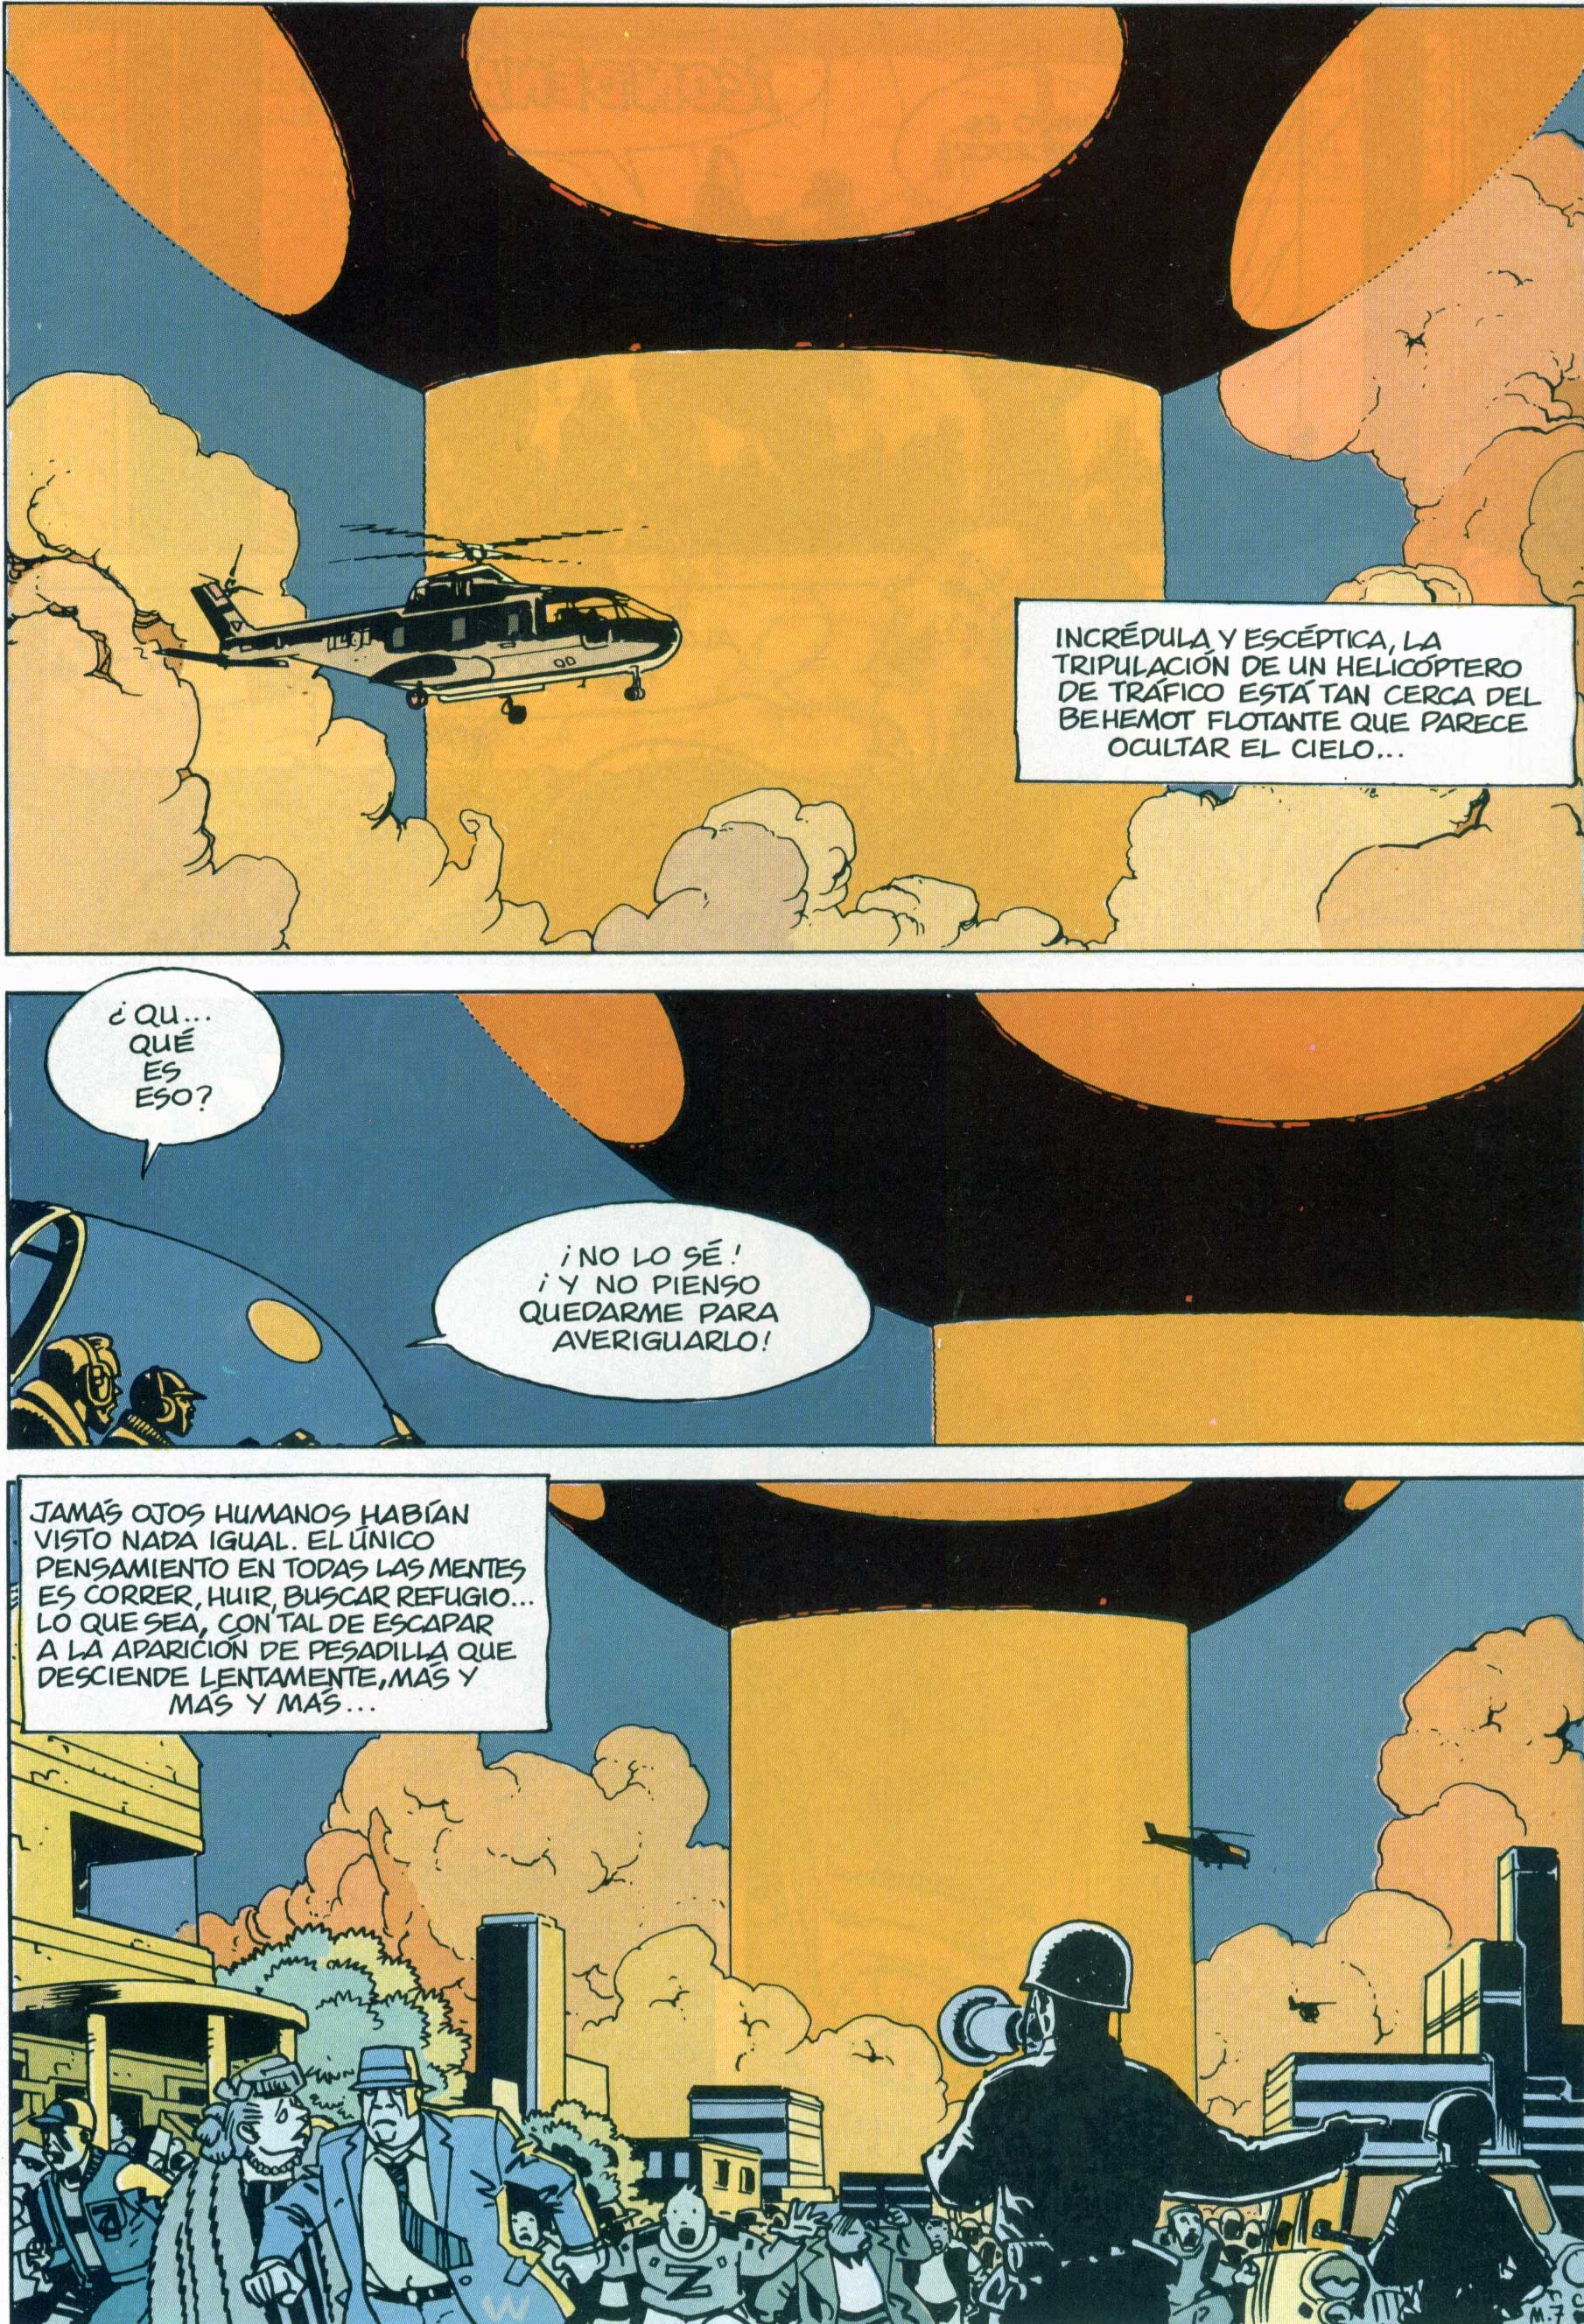 INCRÉDULA Y ESCÉPTICA, LA
TRIPULACIÓN DE UN HELICÓPTERO
DE TRÁFICO ESTÁ TAN CERCA DEL
BEHEMOT FLOTANTE QUE PARECE
OCULTAR EL CIELO...
¿QU...
QUÉ
ES
ESO?
¡NO LO SÉ!
¡Y NO PIENSO
QUEDARME PARA
AVERIGUARLO!
JAMÁS OJOS HUMANOS HABÍAN
VISTO NADA IGUAL. EL ÚNICO
PENSAMIENTO EN TODAS LAS MENTES
ES CORRER, HUIR, BUSCAR REFUGIO...
LO QUE SEA, CON TAL DE ESCAPAR
A LA APARICIÓN DE PESADILLA QUE
DESCIENDE LENTAMENTE, MÁS Y
MÁS Y MÁS...
Z
W